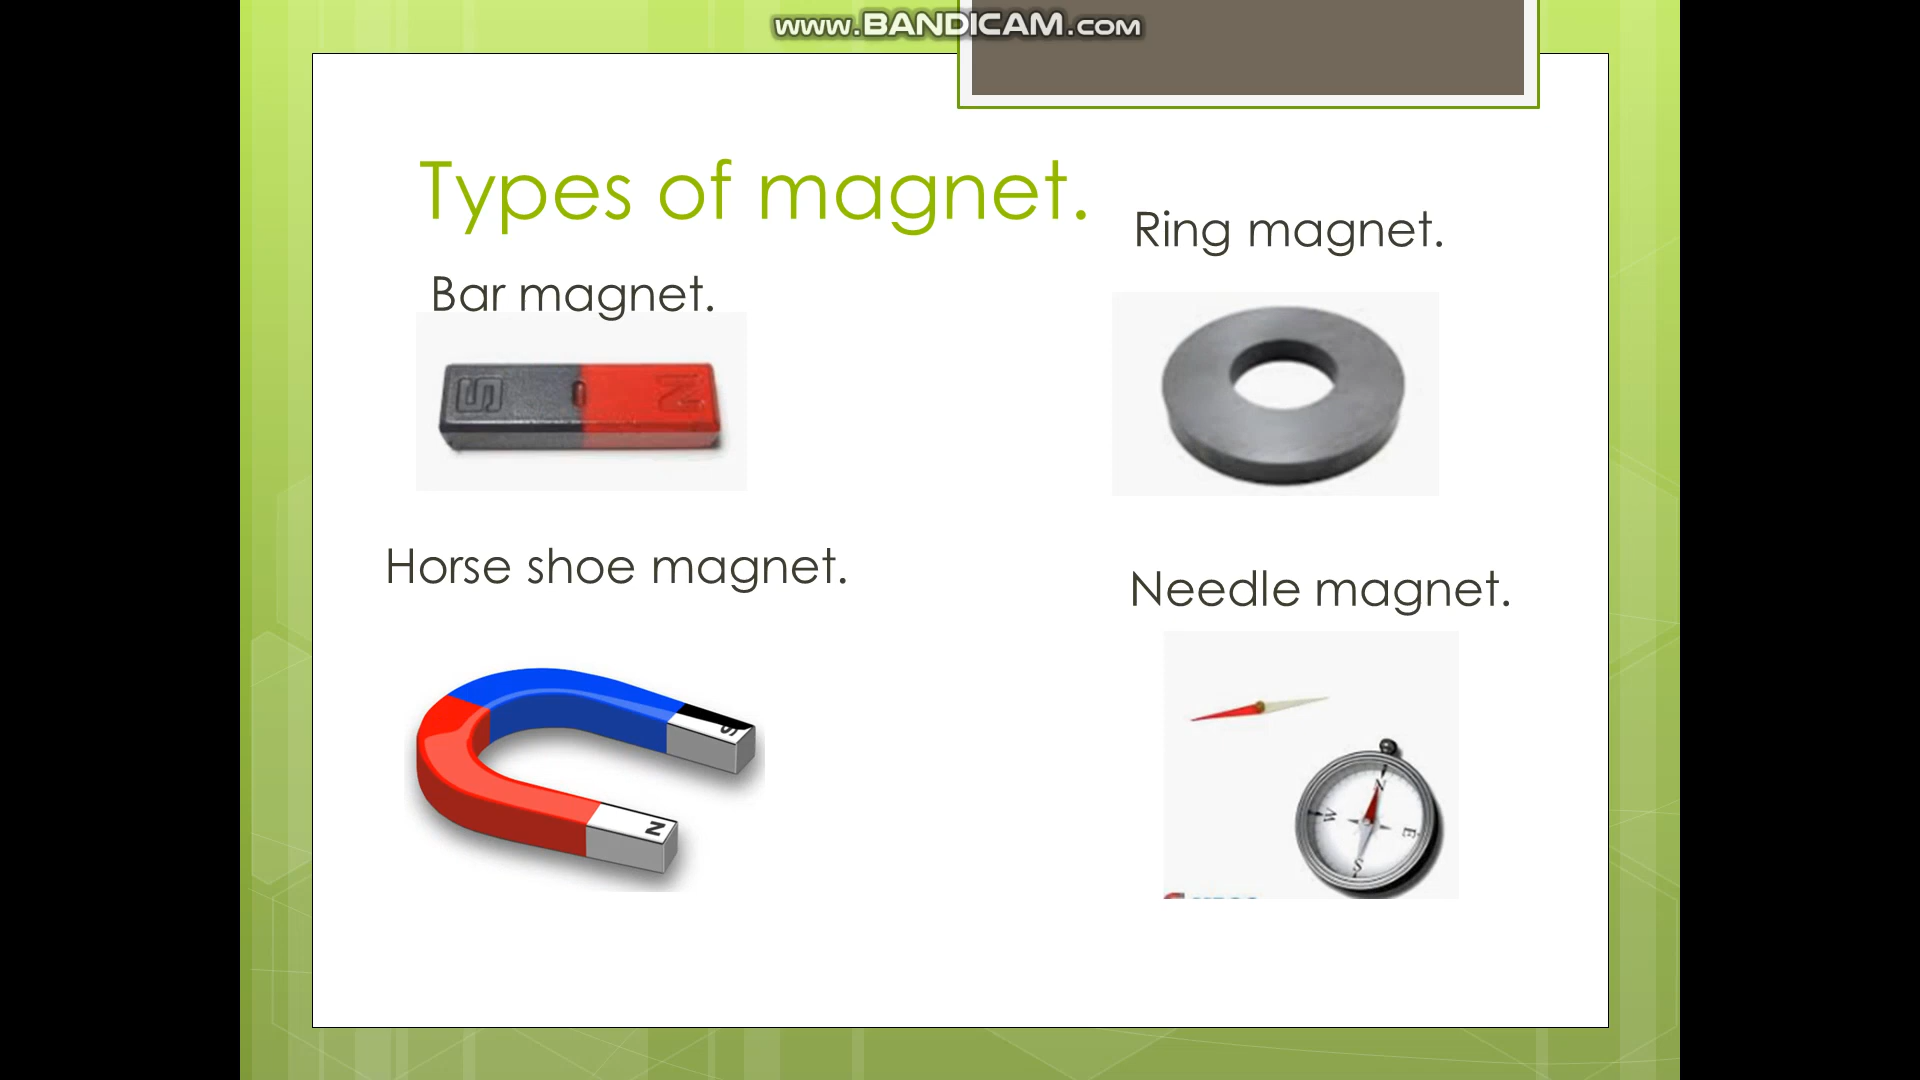 www.BANDICAM.com
Types of magnet.
Ring magnet.
Bar magnet.
S
N
Horse shoe magnet.
Needle magnet.
S
N
N
W
E
S